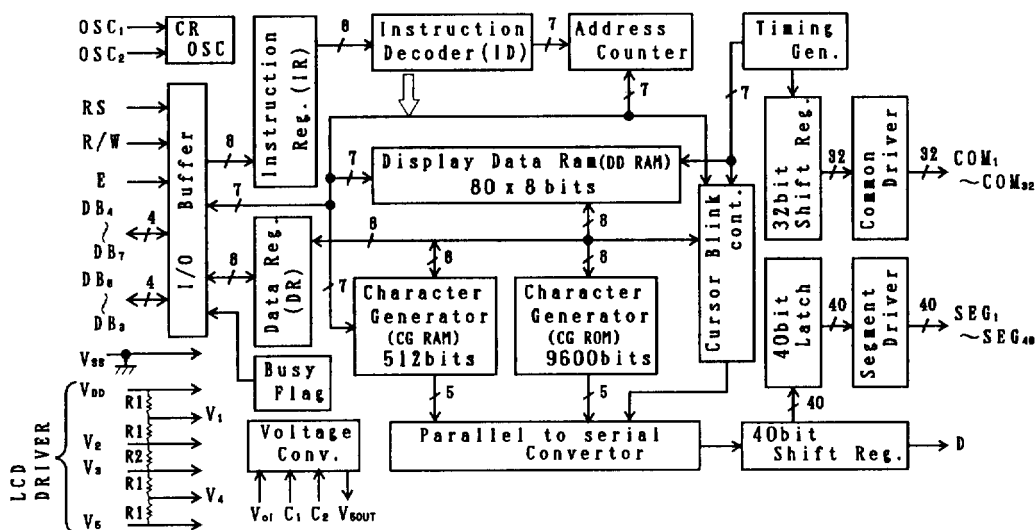 OSC₁
OSC₂
CR
OSC
Instruction
Reg. (IR)
8
Instruction
Decoder(ID)
7
Address
Counter
Timing
Gen.
7
7
RS
R/W
E
DB₄
~
DB₇
4
DB₀
~
DB₃
4
I/O Buffer
8
7
8
Data Reg.
(DR)
7
Display Data Ram(DD RAM)
80 x 8 bits
8
8
8
8
7
Character
Generator
(CG RAM)
512bits
Character
Generator
(CG ROM)
9600bits
Cursor Blink
cont.
32bit
Shift Reg.
32
Common
Driver
32
COM₁
~COM₃₂
40bit
Latch
40
Segment
Driver
40
SEG₁
~SEG₄₀
40
Busy
Flag
5
5
Parallel to serial
Convertor
40bit
Shift Reg.
D
Voltage
Conv.
Vci C₁ C₂ V5OUT
VSS
LCD
DRIVER
VDD
R1
V₁
R1
V₂
R2
V₃
R1
V₄
R1
V₅